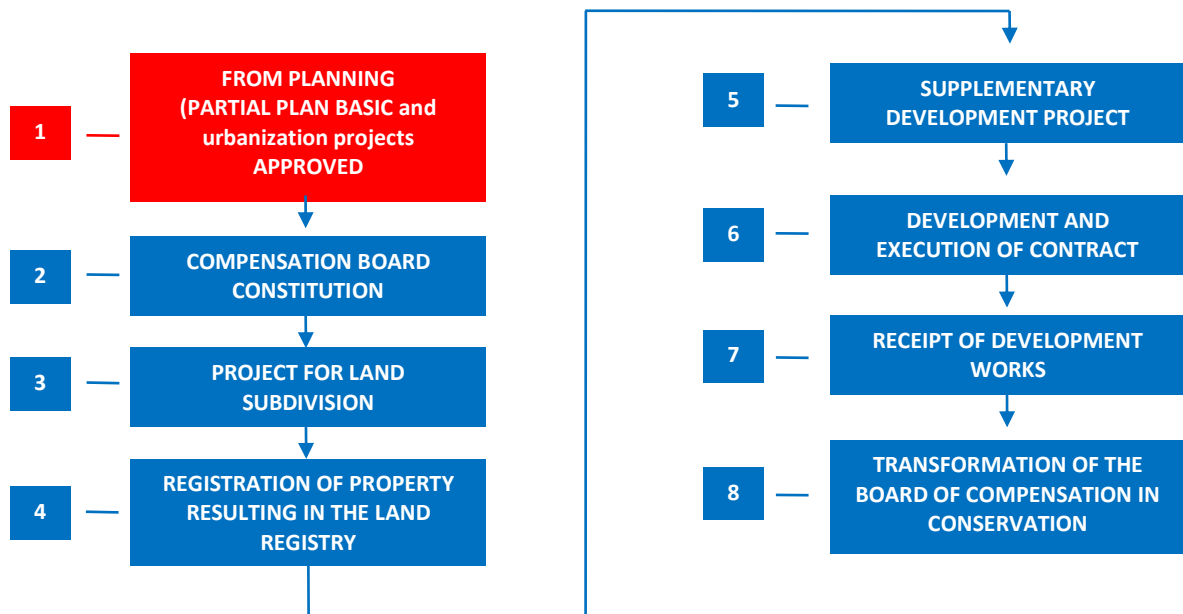 1
FROM PLANNING
(PARTIAL PLAN BASIC and
urbanization projects
APPROVED
2
COMPENSATION BOARD
CONSTITUTION
3
PROJECT FOR LAND
SUBDIVISION
4
REGISTRATION OF PROPERTY
RESULTING IN THE LAND
REGISTRY
5
SUPPLEMENTARY
DEVELOPMENT PROJECT
6
DEVELOPMENT AND
EXECUTION OF CONTRACT
7
RECEIPT OF DEVELOPMENT
WORKS
8
TRANSFORMATION OF THE
BOARD OF COMPENSATION IN
CONSERVATION